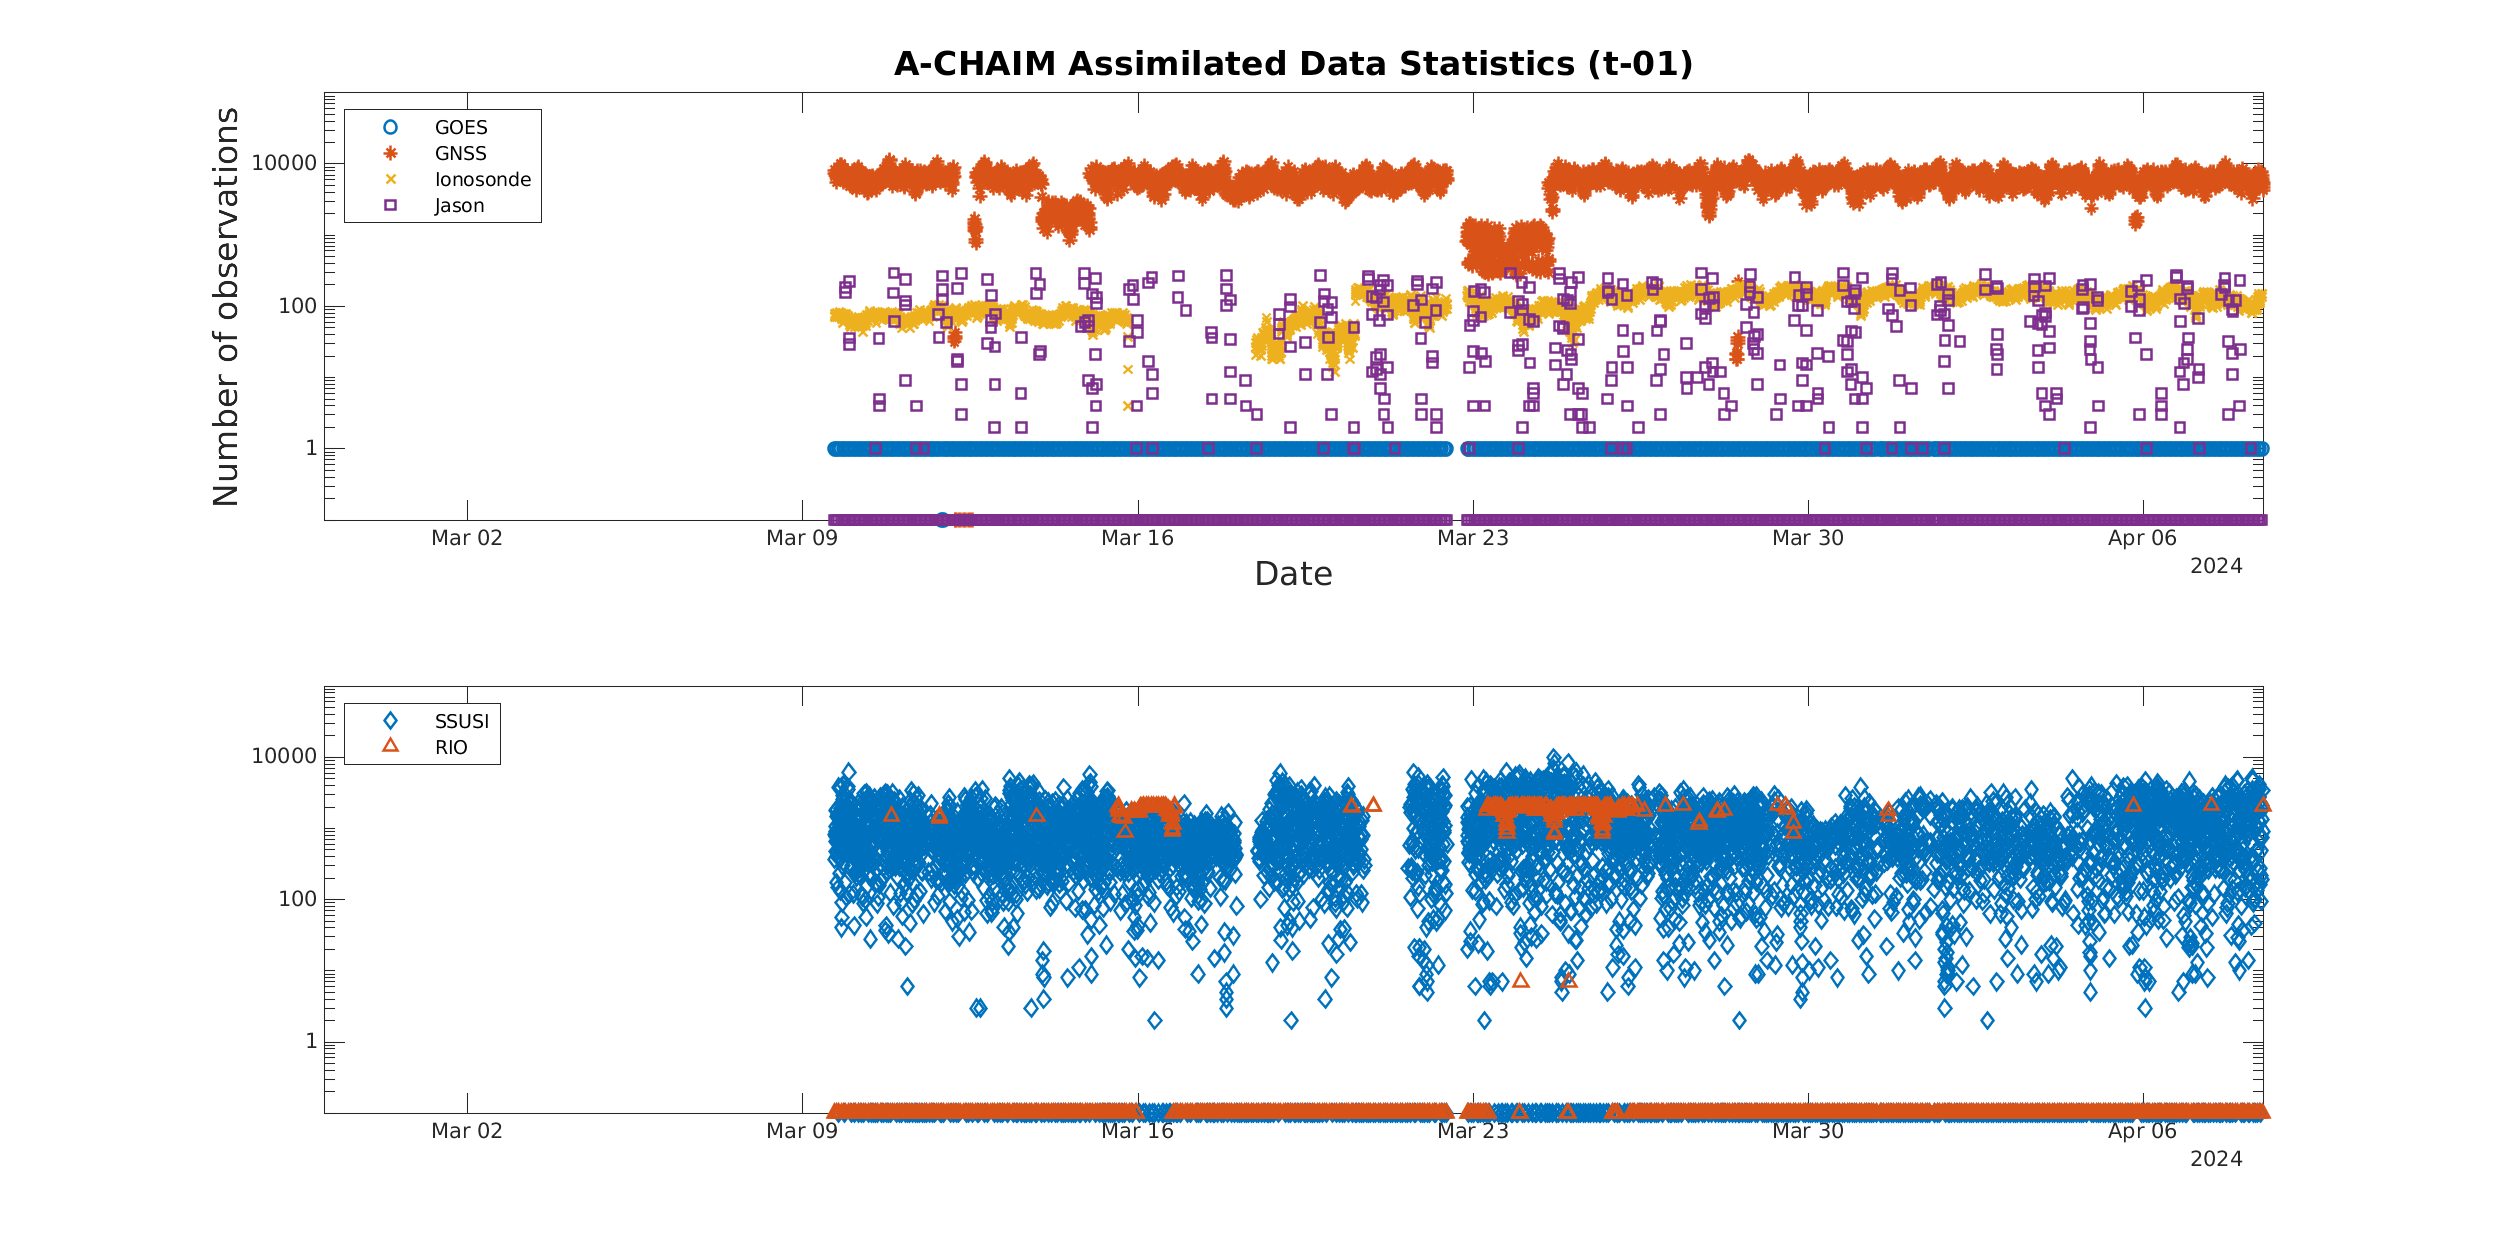 A-CHAIM Assimilated Data Statistics (t-01)
Number of observations
GOES
GNSS
Ionosonde
Jason
10000
100
1
Mar 02 Mar 09 Mar 16 Mar 23 Mar 30 Apr 06
2024
Date
SSUSI
RIO
10000
100
1
Mar 02 Mar 09 Mar 16 Mar 23 Mar 30 Apr 06
2024